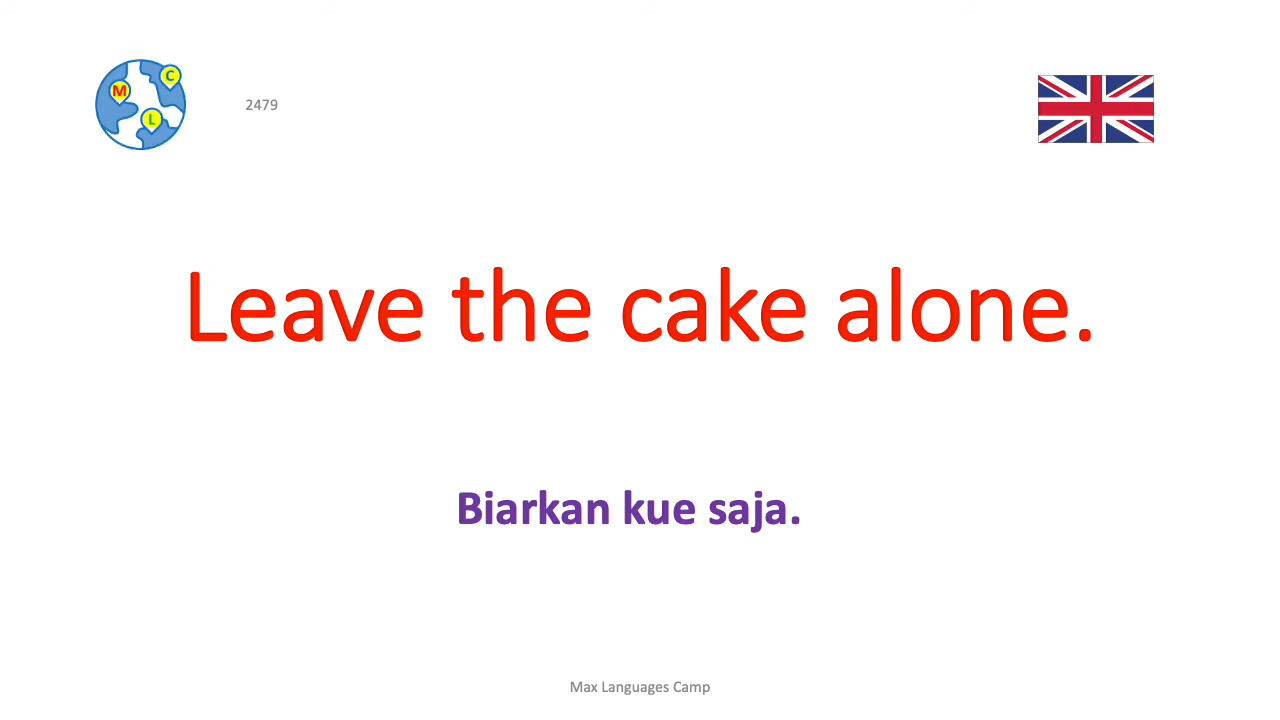 C
M
L
2479
Leave the cake alone.
Biarkan kue saja.
Max Languages Camp